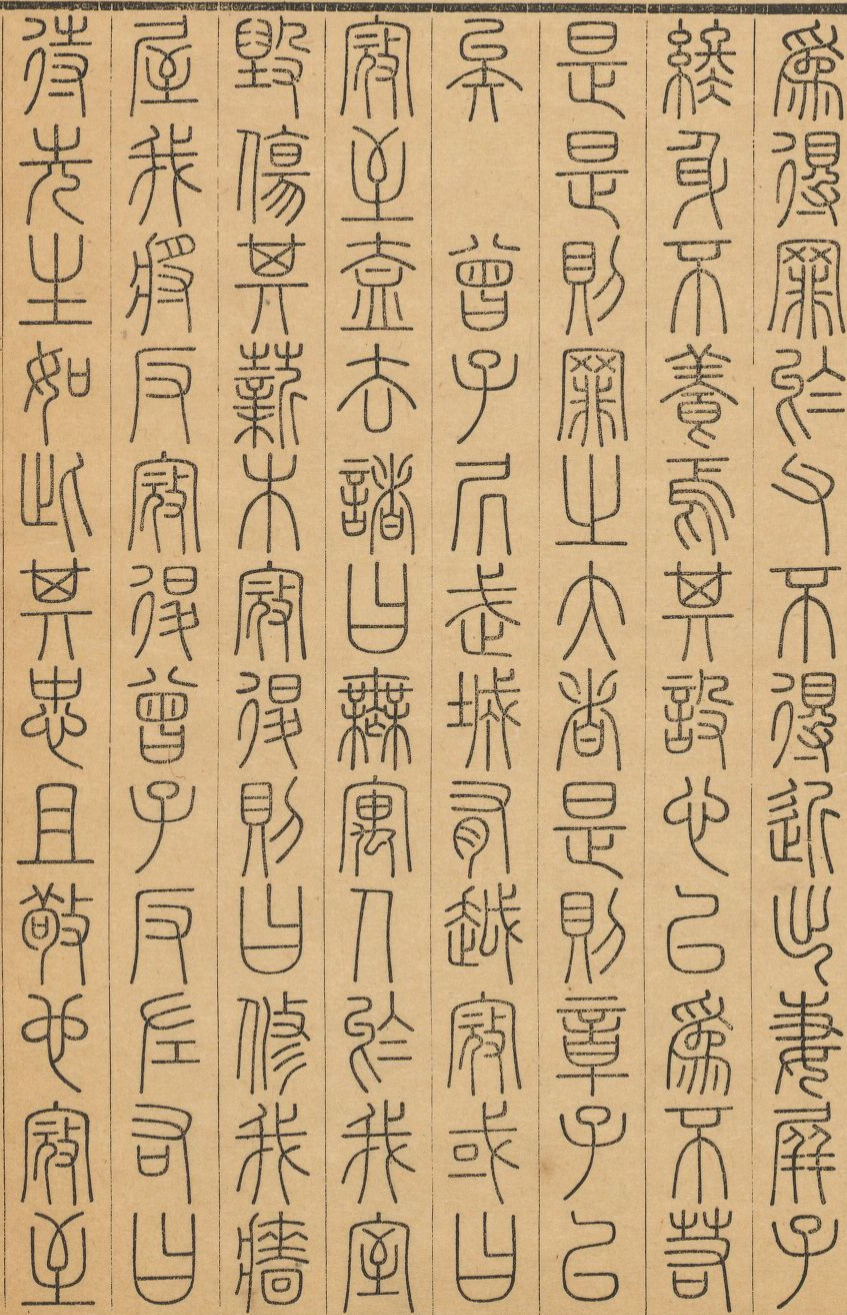 為得罪於父不得近出妻屏子
終身不養焉其設心以為不若
是是則罪之大者是則章子已
矣　曾子居武城有越寇或曰
寇至盍去諸曰無寓人於我室
毀傷其薪木寇退則曰修我牆
屋我將反寇退曾子反左右曰
待先生如此其忠且敬也寇至